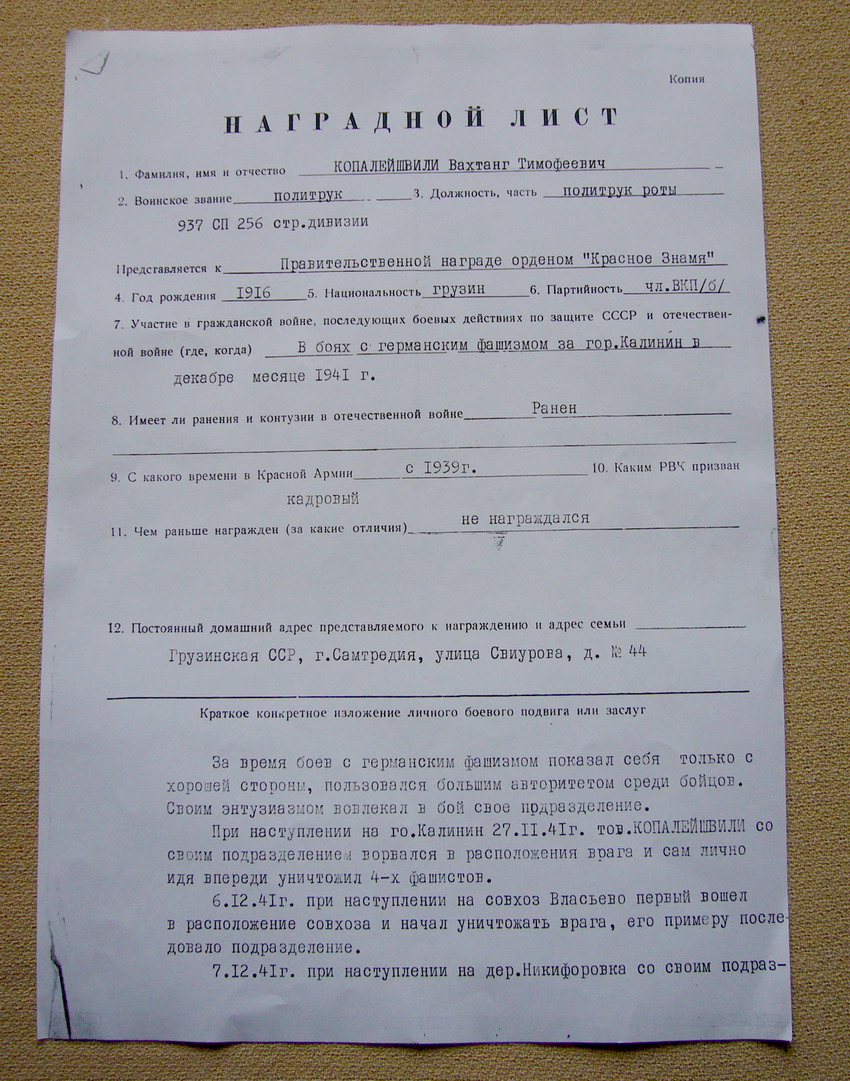 Копия
НАГРАДНОЙ ЛИСТ
1. Фамилия, имя и отчество КОПАЛЕЙШВИЛИ Вахтанг Тимофеевич
2. Воинское звание политрук 3. Должность, часть политрук роты
937 СП 256 стр.дивизии
Представляется к Правительственной награде орденом "Красное Знамя"
4. Год рождения 1916 5. Национальность грузин 6. Партийность чл.ВКП/б/
7. Участие в гражданской войне, последующих боевых действиях по защите СССР и отечествен-
ной войне (где, когда) В боях с германским фашизмом за гор.Калинин в
декабре месяце 1941 г.
8. Имеет ли ранения и контузии в отечественной войне Ранен
9. С какого времени в Красной Армии с 1939г. 10. Каким РВК призван
кадровый
11. Чем раньше награжден (за какие отличия) не награждался
12. Постоянный домашний адрес представляемого к награждению и адрес семьи
Грузинская ССР, г.Самтредия, улица Свиурова, д. № 44
Краткое конкретное изложение личного боевого подвига или заслуг
За время боев с германским фашизмом показал себя только с
хорошей стороны, пользовался большим авторитетом среди бойцов.
Своим энтузиазмом вовлекал в бой свое прдразделение.
При наступлении на го.Калинин 27.II.41г. тов.КОПАЛЕЙШВИЛИ со
своим подразделением ворвался в расположения врага и сам лично
идя впереди уничтожил 4-х фашистов.
6.12.41г. при наступлении на совхоз Власьево первый вошел
в расположение совхоза и начал уничтожать врага, его примеру после-
довало подразделение.
7.12.41г. при наступлении на дер.Никифоровка со своим подраз-